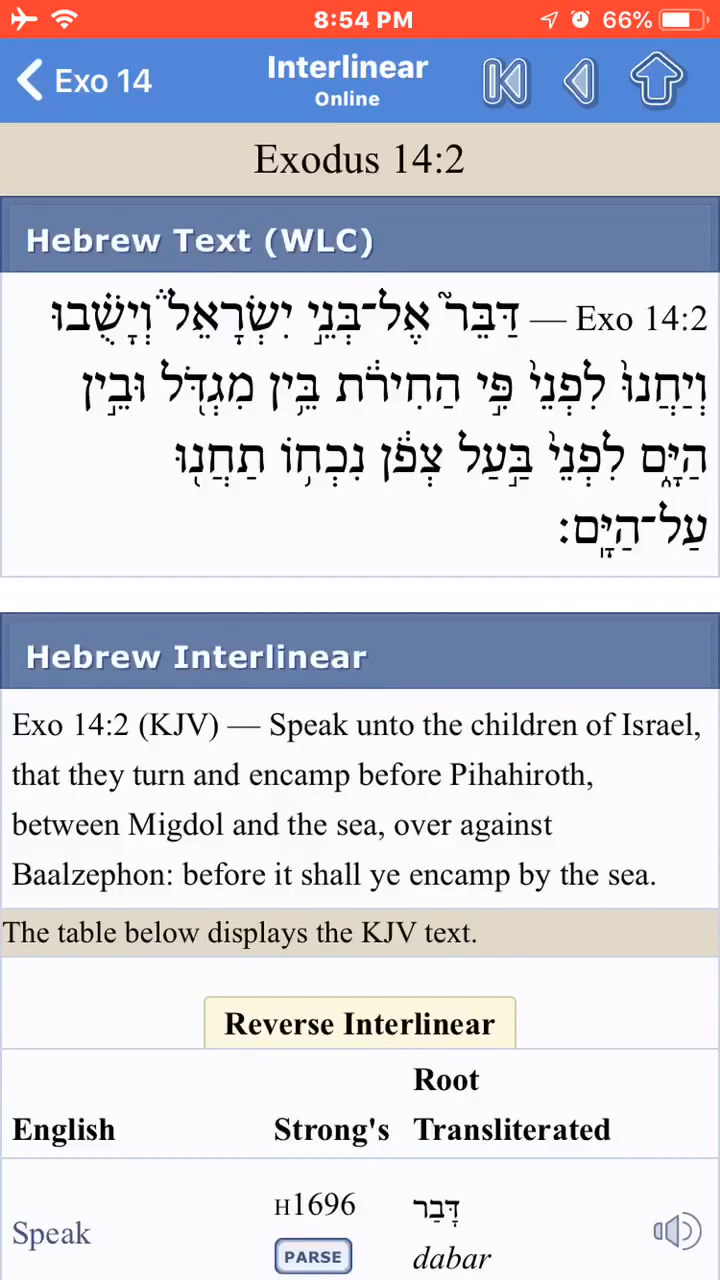 8:54 PM
66%
Exo 14
Interlinear
Online
Exodus 14:2
Hebrew Text (WLC)
Exo 14:2 — דַּבֵּר֮ אֶל־בְּנֵ֣י יִשְׂרָאֵל֒ וְיָשֻׁ֗בוּ
וְיַחֲנוּ֙ לִפְנֵי֙ פִּ֣י הַחִירֹ֔ת בֵּ֥ין מִגְדֹּ֖ל וּבֵ֣ין
הַיָּ֑ם לִפְנֵי֙ בַּ֣עַל צְפֹ֔ן נִכְח֥וֹ תַחֲנ֖וּ
עַל־הַיָּֽם׃
Hebrew Interlinear
Exo 14:2 (KJV) — Speak unto the children of Israel,
that they turn and encamp before Pihahiroth,
between Migdol and the sea, over against
Baalzephon: before it shall ye encamp by the sea.
The table below displays the KJV text.
Reverse Interlinear
English Strong's Root Transliterated
Speak H1696 דָּבַר
PARSE dabar